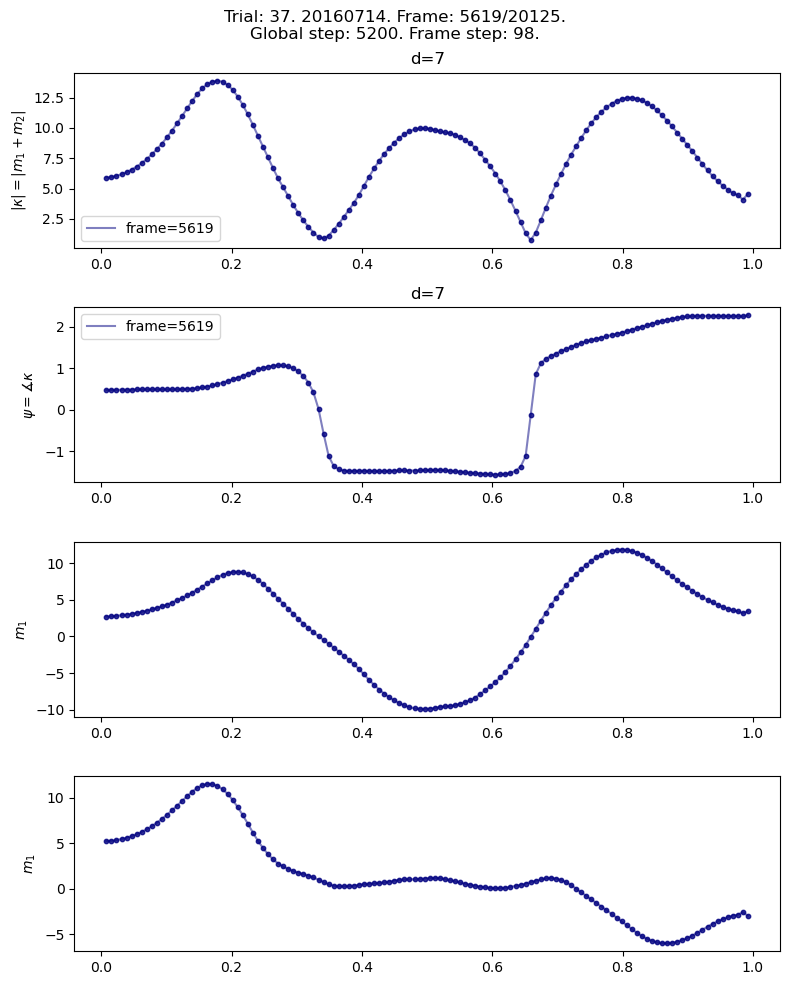 Trial: 37. 20160714. Frame: 5619/20125.
Global step: 5200. Frame step: 98.
d=7
|κ| = |m₁ + m₂|
12.5
10.0
7.5
5.0
2.5
frame=5619
0.0 0.2 0.4 0.6 0.8 1.0
d=7
ψ = ∡κ
2
1
0
−1
frame=5619
0.0 0.2 0.4 0.6 0.8 1.0
m₁
10
5
0
−5
−10
0.0 0.2 0.4 0.6 0.8 1.0
m₁
10
5
0
−5
0.0 0.2 0.4 0.6 0.8 1.0